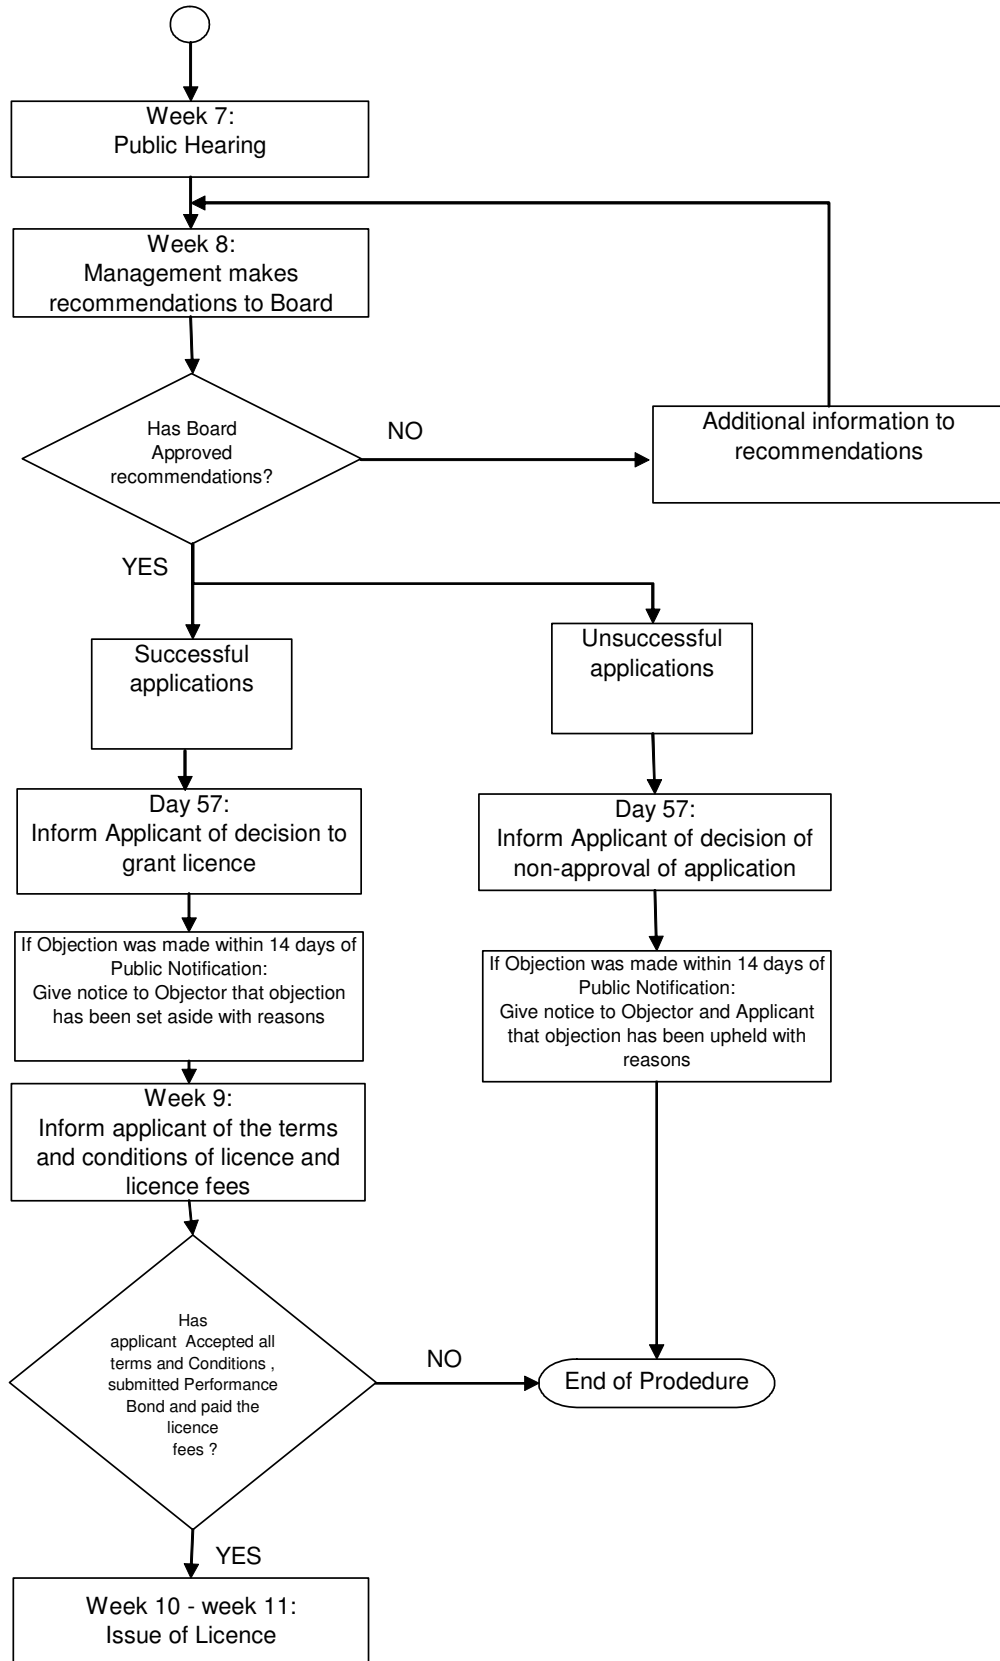 Week 7:
Public Hearing
Week 8:
Management makes
recommendations to Board
Has Board
Approved
recommendations?
NO
Additional information to
recommendations
YES
Successful
applications
Unsuccessful
applications
Day 57:
Inform Applicant of decision to
grant licence
Day 57:
Inform Applicant of decision of
non-approval of application
If Objection was made within 14 days of
Public Notification:
Give notice to Objector that objection
has been set aside with reasons
If Objection was made within 14 days of
Public Notification:
Give notice to Objector and Applicant
that objection has been upheld with
reasons
Week 9:
Inform applicant of the terms
and conditions of licence and
licence fees
Has
applicant Accepted all
terms and Conditions ,
submitted Performance
Bond and paid the
licence
fees ?
NO
End of Prodedure
YES
Week 10 - week 11:
Issue of Licence